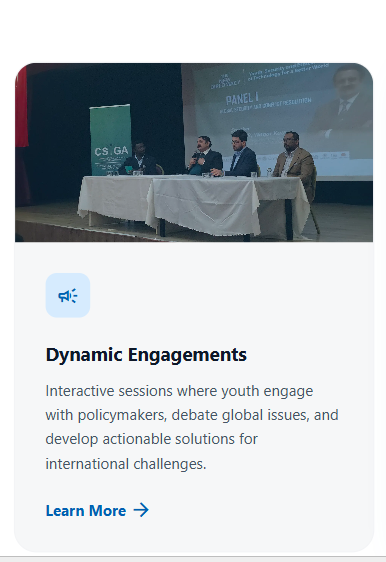 PANEL I
CSIGA
Dynamic Engagements
Interactive sessions where youth engage
with policymakers, debate global issues, and
develop actionable solutions for
international challenges.
Learn More